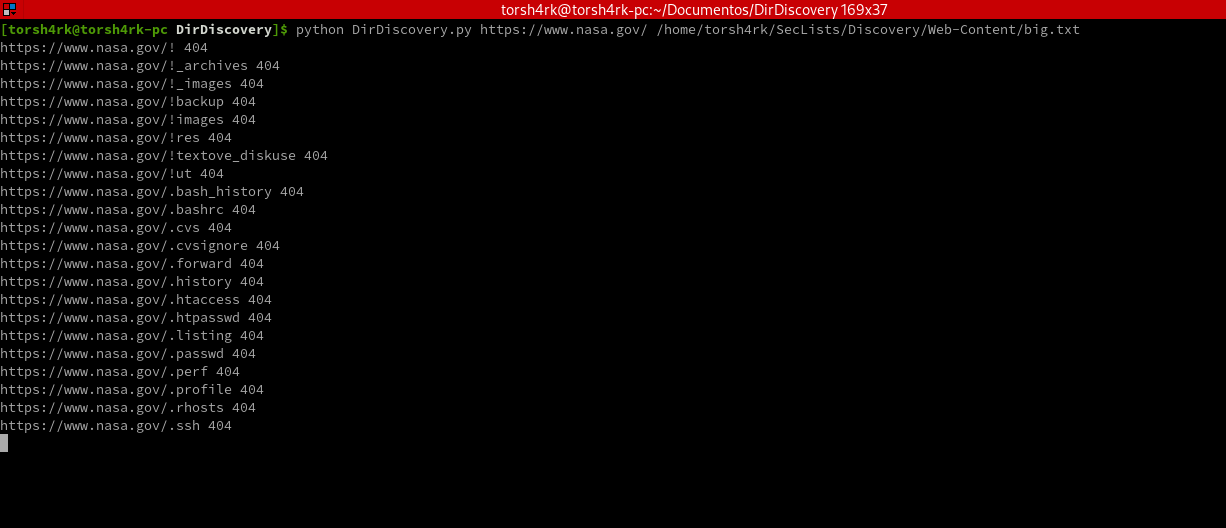 torsh4rk@torsh4rk-pc:~/Documentos/DirDiscovery 169x37
[torsh4rk@torsh4rk-pc DirDiscovery]$ python DirDiscovery.py https://www.nasa.gov/ /home/torsh4rk/SecLists/Discovery/Web-Content/big.txt
https://www.nasa.gov/! 404
https://www.nasa.gov/!_archives 404
https://www.nasa.gov/!_images 404
https://www.nasa.gov/!backup 404
https://www.nasa.gov/!images 404
https://www.nasa.gov/!res 404
https://www.nasa.gov/!textove_diskuse 404
https://www.nasa.gov/!ut 404
https://www.nasa.gov/.bash_history 404
https://www.nasa.gov/.bashrc 404
https://www.nasa.gov/.cvs 404
https://www.nasa.gov/.cvsignore 404
https://www.nasa.gov/.forward 404
https://www.nasa.gov/.history 404
https://www.nasa.gov/.htaccess 404
https://www.nasa.gov/.htpasswd 404
https://www.nasa.gov/.listing 404
https://www.nasa.gov/.passwd 404
https://www.nasa.gov/.perf 404
https://www.nasa.gov/.profile 404
https://www.nasa.gov/.rhosts 404
https://www.nasa.gov/.ssh 404